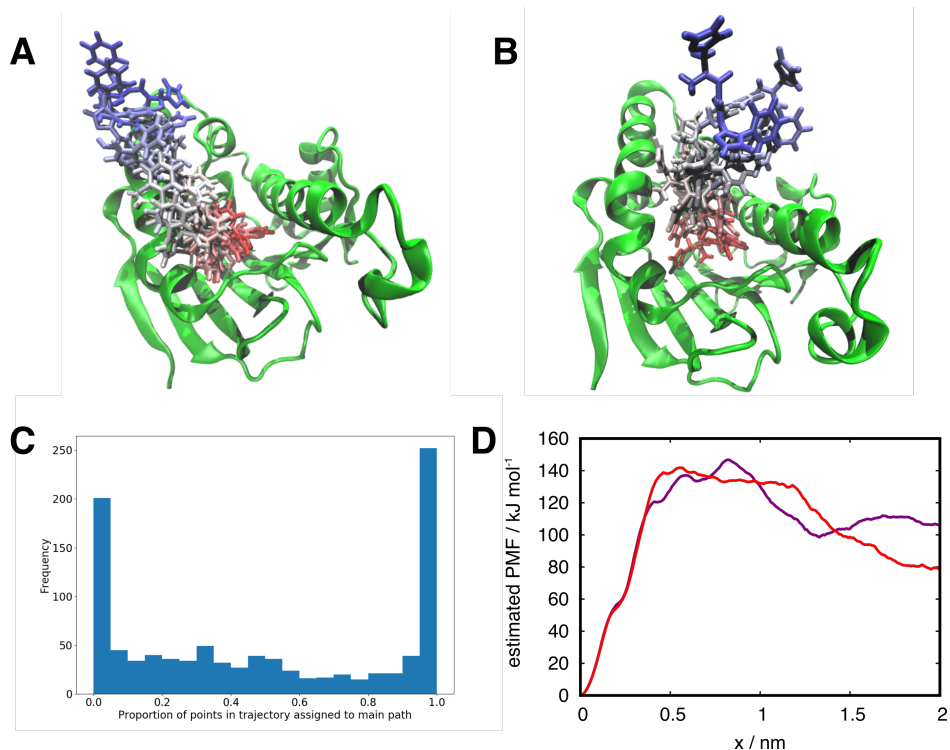 A
B
C
250
200
150
100
50
0
Frequency
0.0 0.2 0.4 0.6 0.8 1.0
Proportion of points in trajectory assigned to main path
D
160
140
120
100
80
60
40
20
0
estimated PMF / kJ mol⁻¹
0 0.5 1 1.5 2
x / nm